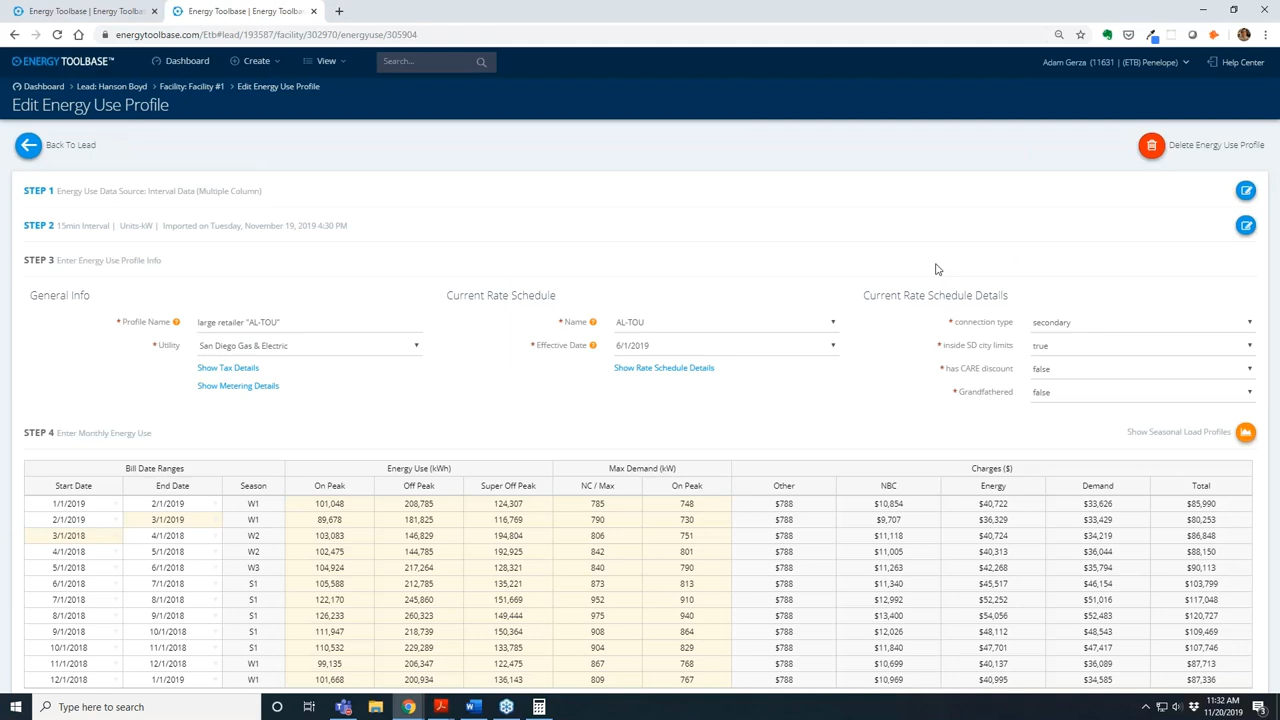 Energy Toolbase | Energy Toolbas
Energy Toolbase | Energy Toolbas
energytoolbase.com/Etb#lead/193587/facility/302970/energyuse/305904
ENERGY TOOLBASE™ Dashboard Create View Search... Adam Gerza (11631 | (ETB) Penelope) Help Center
Dashboard > Lead: Hanson Boyd > Facility: Facility #1 > Edit Energy Use Profile
Edit Energy Use Profile
Back To Lead Delete Energy Use Profile
STEP 1 Energy Use Data Source: Interval Data (Multiple Column)
STEP 2 15min Interval | Units-kW | Imported on Tuesday, November 19, 2019 4:30 PM
STEP 3 Enter Energy Use Profile Info
General Info Current Rate Schedule Current Rate Schedule Details
* Profile Name ? large retailer "AL-TOU" * Name ? AL-TOU * connection type secondary
* Utility San Diego Gas & Electric * Effective Date ? 6/1/2019 * inside SD city limits true
Show Tax Details Show Rate Schedule Details * has CARE discount false
Show Metering Details * Grandfathered false
STEP 4 Enter Monthly Energy Use Show Seasonal Load Profiles
Bill Date Ranges Energy Use (kWh) Max Demand (kW) Charges ($)
Start Date End Date Season On Peak Off Peak Super Off Peak NC / Max On Peak Other NBC Energy Demand Total
1/1/2019 2/1/2019 W1 101,048 208,785 124,307 785 748 $788 $10,854 $40,722 $33,626 $85,990
2/1/2019 3/1/2019 W1 89,678 181,825 116,769 790 730 $788 $9,707 $36,329 $33,429 $80,253
3/1/2018 4/1/2018 W2 103,083 146,829 194,804 806 751 $788 $11,118 $40,724 $34,219 $86,848
4/1/2018 5/1/2018 W2 102,475 144,785 192,925 842 801 $788 $11,005 $40,313 $36,044 $88,150
5/1/2018 6/1/2018 W3 104,924 217,264 128,321 840 790 $788 $11,263 $42,268 $35,794 $90,113
6/1/2018 7/1/2018 S1 105,588 212,785 135,221 873 813 $788 $11,340 $45,517 $46,154 $103,799
7/1/2018 8/1/2018 S1 122,170 245,860 151,669 952 910 $788 $12,992 $52,252 $51,016 $117,048
8/1/2018 9/1/2018 S1 126,233 260,323 149,444 975 940 $788 $13,400 $54,056 $52,483 $120,727
9/1/2018 10/1/2018 S1 111,947 218,739 150,364 908 864 $788 $12,026 $48,112 $48,543 $109,469
10/1/2018 11/1/2018 S1 110,532 229,289 133,785 904 829 $788 $11,940 $47,701 $47,417 $107,746
11/1/2018 12/1/2018 W1 99,135 206,347 122,475 867 768 $788 $10,699 $40,137 $36,089 $87,713
12/1/2018 1/1/2019 W1 101,668 200,934 136,143 809 767 $788 $10,969 $40,995 $34,585 $87,336
Type here to search
11:32 AM
11/20/2019
3